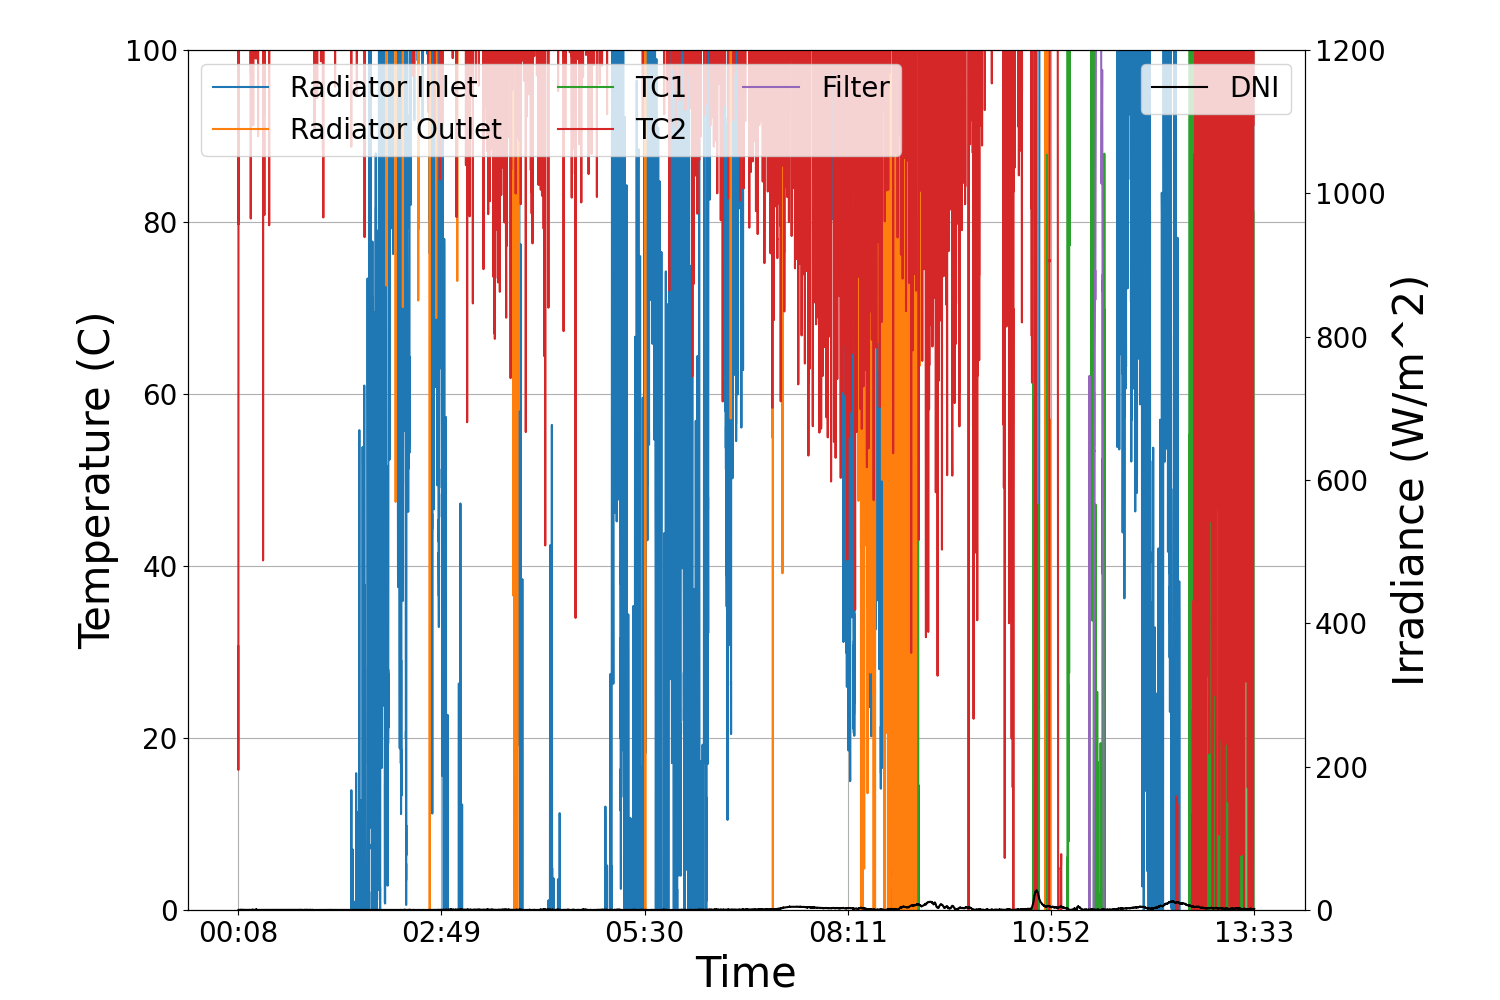 100
80
60
40
20
0
Temperature (C)
Radiator Inlet
Radiator Outlet
TC1
TC2
Filter
DNI
1200
1000
800
600
400
200
0
Irradiance (W/m^2)
00:08
02:49
05:30
08:11
10:52
13:33
Time